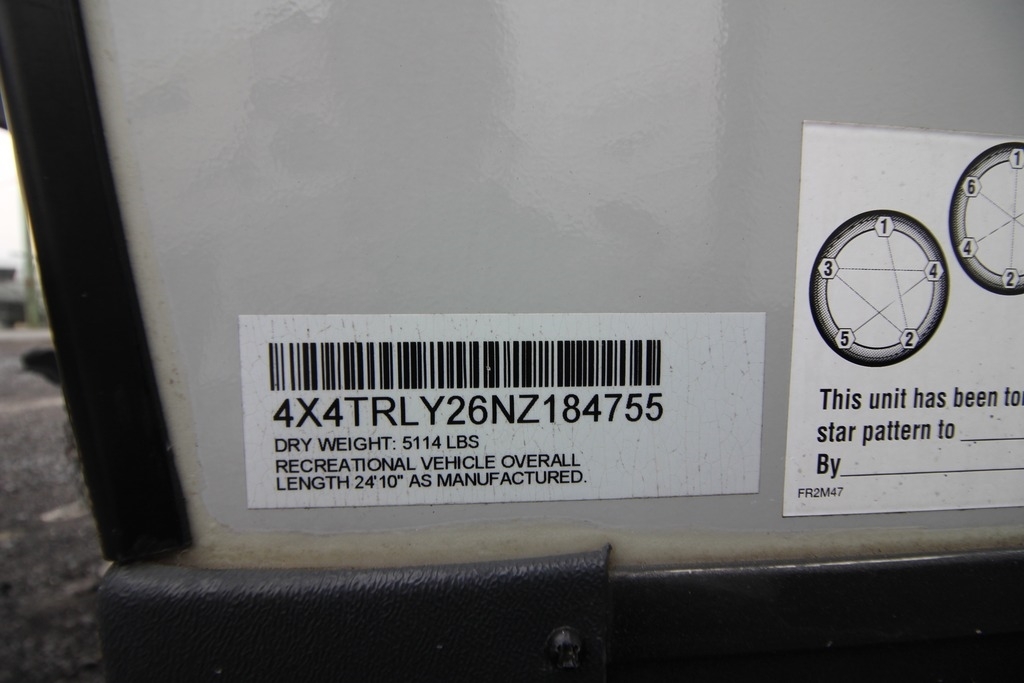 4X4TRLY26NZ184755
DRY WEIGHT: 5114 LBS
RECREATIONAL VEHICLE OVERALL
LENGTH 24'10" AS MANUFACTURED.
1
3
4
5
2
1
6
4
2
This unit has been
star pattern to
By
FR2M47